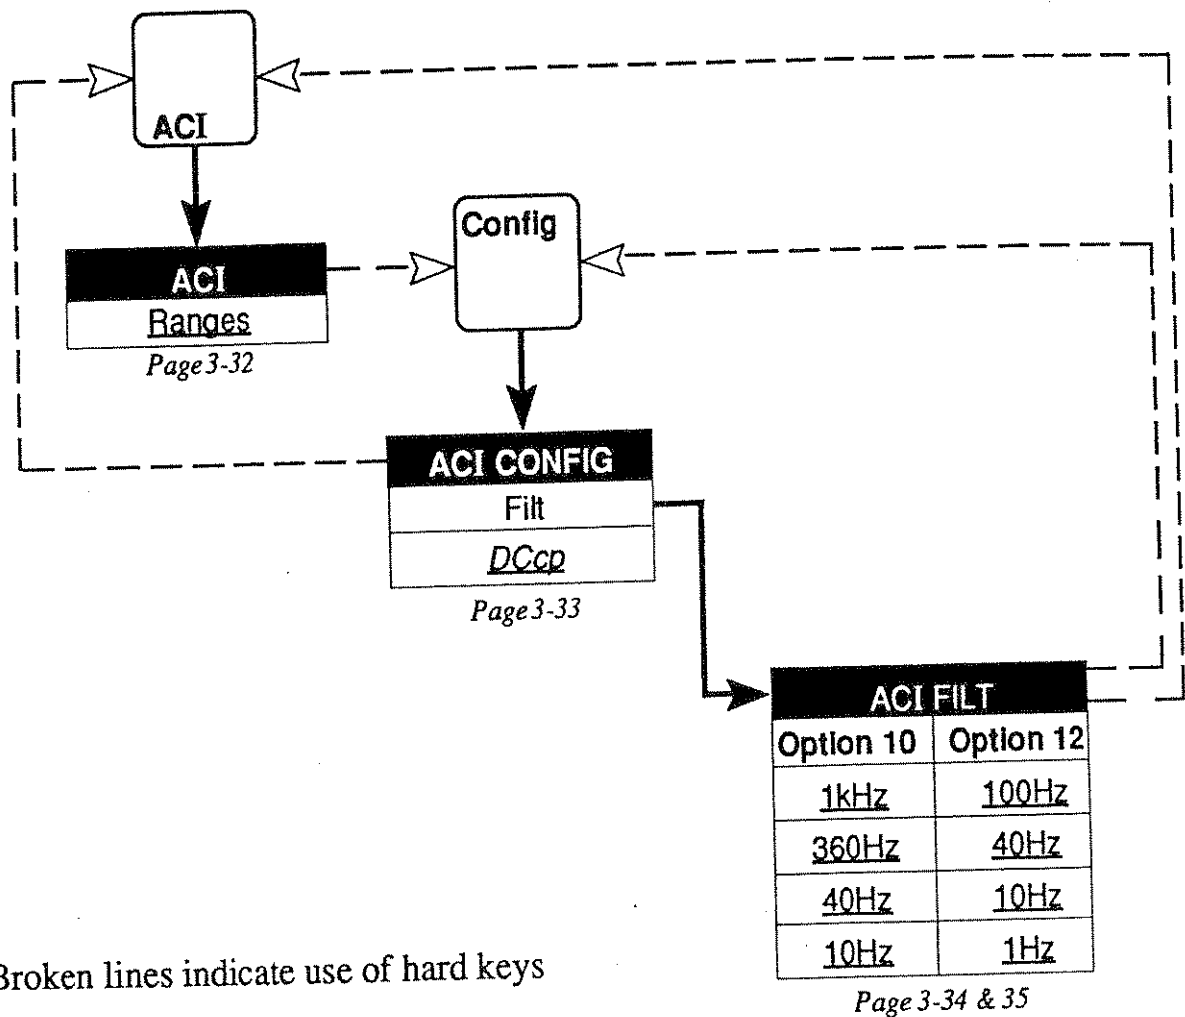 ACI
Config
ACI
Ranges
Page 3-32
ACI CONFIG
Filt
DCcp
Page 3-33
ACI FILT
Option 10 Option 12
1kHz 100Hz
360Hz 40Hz
40Hz 10Hz
10Hz 1Hz
Broken lines indicate use of hard keys
Page 3-34 & 35